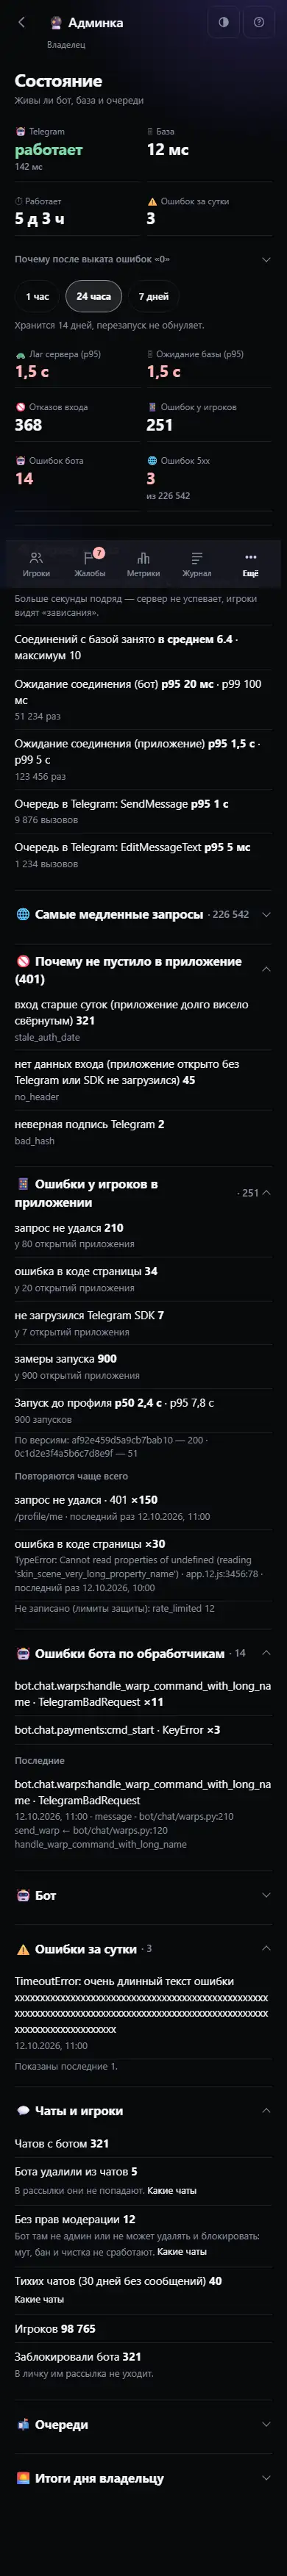 Админка
Владелец
Состояние
Живы ли бот, база и очереди
Telegram
работает
142 мс
База
12 мс
Работает
5 д 3 ч
Ошибок за сутки
3
Почему после выката ошибок «0»
1 час
24 часа
7 дней
Хранится 14 дней, перезапуск не обнуляет.
Лаг сервера (p95)
1,5 с
Ожидание базы (p95)
1,5 с
Отказов входа
368
Ошибок у игроков
251
Ошибок бота
14
Ошибок 5xx
3
из 226 542
Игроки
Жалобы
7
Метрики
Журнал
Ещё
Больше секунды подряд — сервер не успевает, игроки
видят «зависания».
Соединений с базой занято в среднем 6.4 ·
максимум 10
Ожидание соединения (бот) p95 20 мс · p99 100
мс
51 234 раз
Ожидание соединения (приложение) p95 1,5 с ·
p99 5 с
123 456 раз
Очередь в Telegram: SendMessage p95 1 с
9 876 вызовов
Очередь в Telegram: EditMessageText p95 5 мс
1 234 вызовов
Самые медленные запросы · 226 542
Почему не пустило в приложение
(401)
вход старше суток (приложение долго висело
свёрнутым) 321
stale_auth_date
нет данных входа (приложение открыто без
Telegram или SDK не загрузился) 45
no_header
неверная подпись Telegram 2
bad_hash
Ошибки у игроков в
приложении
· 251
запрос не удался 210
у 80 открытий приложения
ошибка в коде страницы 34
у 20 открытий приложения
не загрузился Telegram SDK 7
у 7 открытий приложения
замеры запуска 900
у 900 открытий приложения
Запуск до профиля p50 2,4 с · p95 7,8 с
900 запусков
По версиям: af92e459d5a9cb7bab10 — 200 ·
0c1d2e3f4a5b6c7d8e9f — 51
Повторяются чаще всего
запрос не удался · 401 ×150
/profile/me · последний раз 12.10.2026, 11:00
ошибка в коде страницы ×30
TypeError: Cannot read properties of undefined (reading
'skin_scene_very_long_property_name') · app.12.js:3456:78 ·
последний раз 12.10.2026, 10:00
Не записано (лимиты защиты): rate_limited 12
Ошибки бота по обработчикам · 14
bot.chat.warps:handle_warp_command_with_long_na
me · TelegramBadRequest ×11
bot.chat.payments:cmd_start · KeyError ×3
Последние
bot.chat.warps:handle_warp_command_with_long_na
me · TelegramBadRequest
12.10.2026, 11:00 · message · bot/chat/warps.py:210
send_warp ← bot/chat/warps.py:120
handle_warp_command_with_long_name
Бот
Ошибки за сутки · 3
TimeoutError: очень длинный текст ошибки
12.10.2026, 11:00
Показаны последние 1.
Чаты и игроки
Чатов с ботом 321
Бота удалили из чатов 5
В рассылки они не попадают. Какие чаты
Без прав модерации 12
Бот там не админ или не может удалять и блокировать:
мут, бан и чистка не сработают. Какие чаты
Тихих чатов (30 дней без сообщений) 40
Какие чаты
Игроков 98 765
Заблокировали бота 321
В личку им рассылка не уходит.
Очереди
Итоги дня владельцу